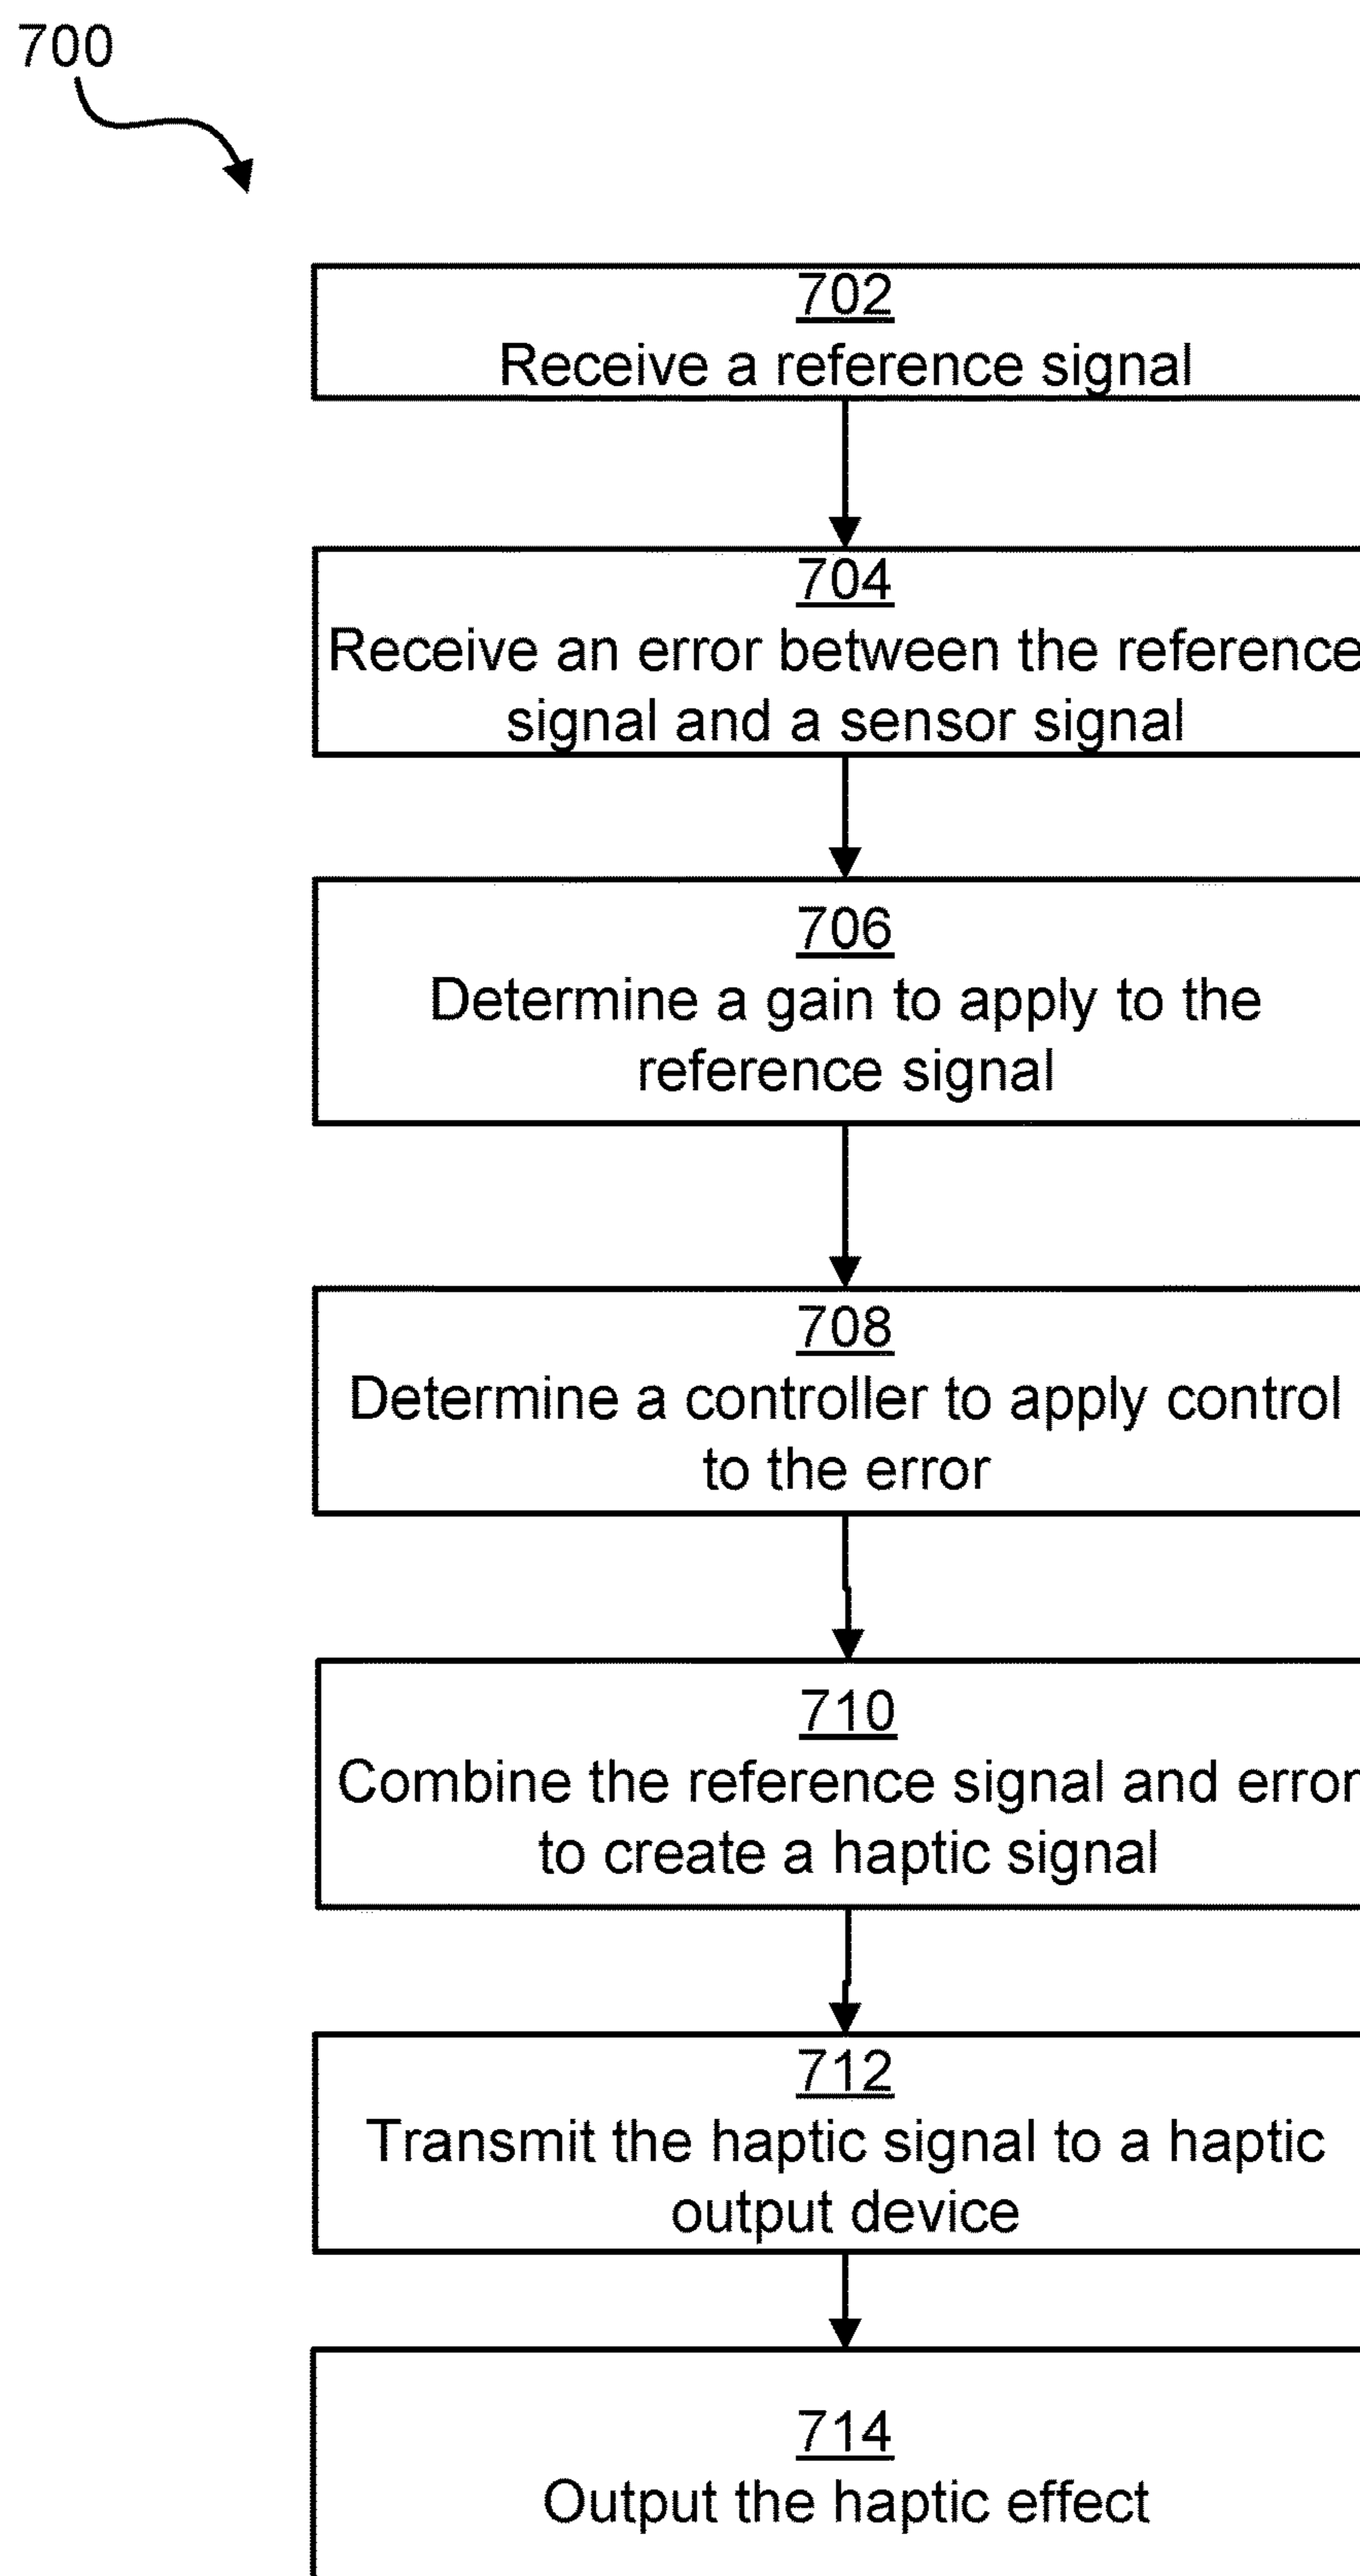 700
702
Receive a reference signal
704
Receive an error between the reference
signal and a sensor signal
706
Determine a gain to apply to the
reference signal
708
Determine a controller to apply control
to the error
710
Combine the reference signal and error
to create a haptic signal
712
Transmit the haptic signal to a haptic
output device
714
Output the haptic effect